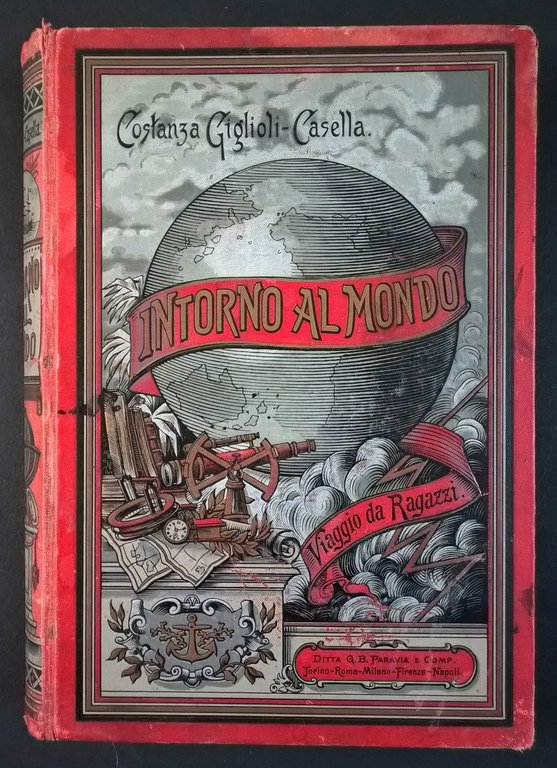 Costanza Giglioli-Casella.
INTORNO AL MONDO
Viaggio da Ragazzi.
DITTA G.B. PARAVIA E COMP.
Torino-Roma-Milano-Firenze-Napoli.